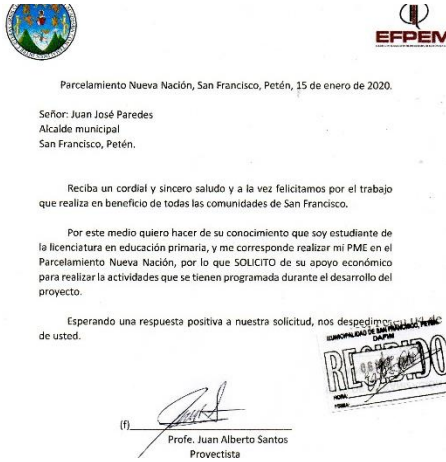 EFPEM
Parcelamiento Nueva Nación, San Francisco, Petén, 15 de enero de 2020.
Señor: Juan José Paredes
Alcalde municipal
San Francisco, Petén.
Reciba un cordial y sincero saludo y a la vez felicitamos por el trabajo
que realiza en beneficio de todas las comunidades de San Francisco.
Por este medio quiero hacer de su conocimiento que soy estudiante de
la licenciatura en educación primaria, y me corresponde realizar mi PME en el
Parcelamiento Nueva Nación, por lo que SOLICITO de su apoyo económico
para realizar la actividades que se tienen programada durante el desarrollo del
proyecto.
Esperando una respuesta positiva a nuestra solicitud, nos despedimos
de usted.
MUNICIPALIDAD DE SAN FRANCISCO, PETEN.
DAFIM
RECIBIDO
HORA:
FIRMA:
(f)
Profe. Juan Alberto Santos
Proyectista